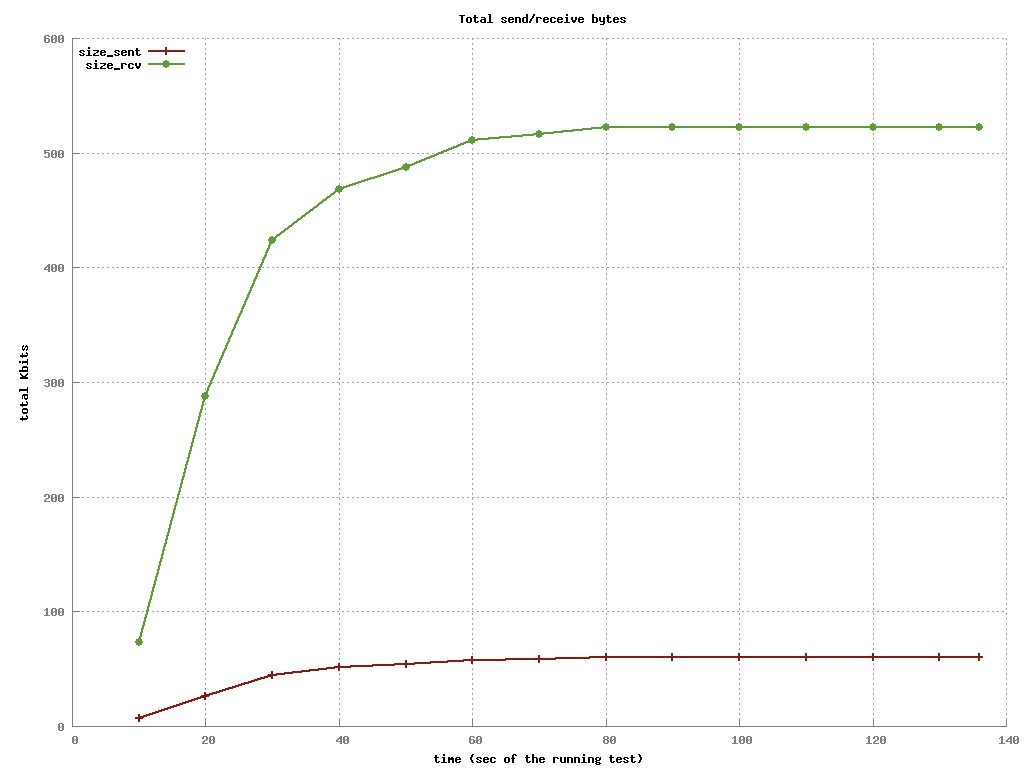 Total send/receive bytes
size_sent
size_rcv
600
500
400
300
200
100
0
total Kbits
0 20 40 60 80 100 120 140
time (sec of the running test)